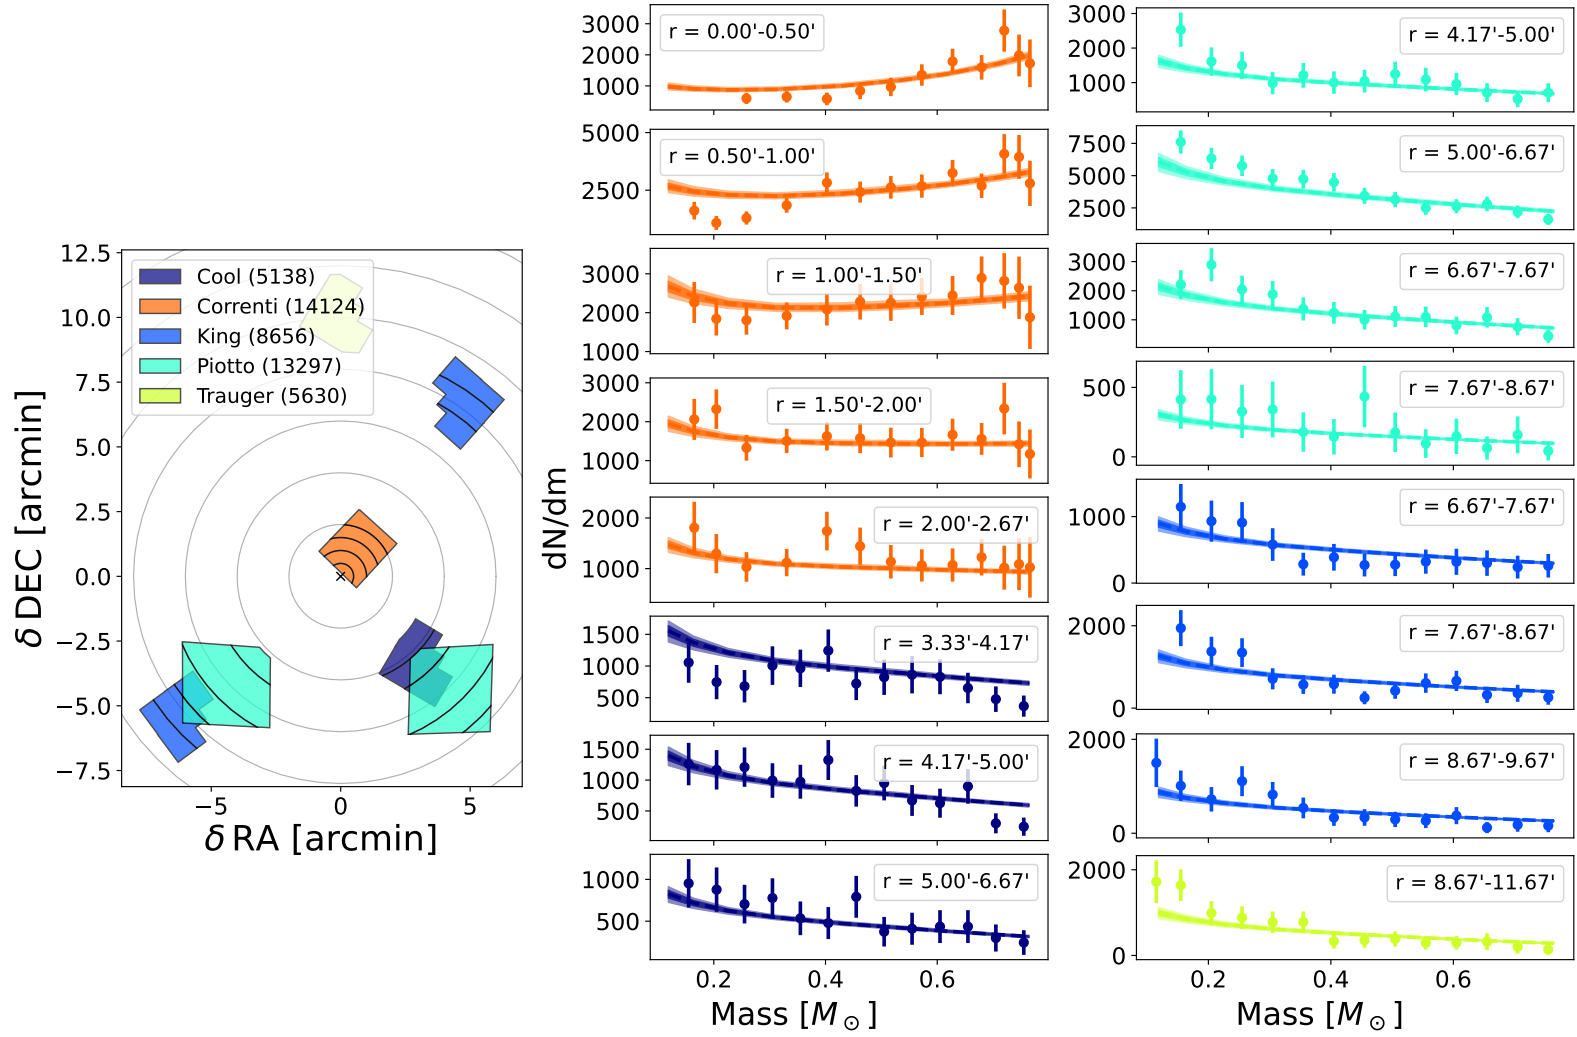 12.5
10.0
7.5
5.0
2.5
0.0
−2.5
−5.0
−7.5
−5
0
5
δ DEC [arcmin]
δ RA [arcmin]
Cool (5138)
Correnti (14124)
King (8656)
Piotto (13297)
Trauger (5630)
dN/dm
3000
2000
1000
r = 0.00'-0.50'
5000
2500
r = 0.50'-1.00'
3000
2000
1000
r = 1.00'-1.50'
3000
2000
1000
r = 1.50'-2.00'
2000
1000
r = 2.00'-2.67'
1500
1000
500
r = 3.33'-4.17'
1500
1000
500
r = 4.17'-5.00'
1000
500
r = 5.00'-6.67'
0.2
0.4
0.6
Mass [M⊙]
3000
2000
1000
r = 4.17'-5.00'
7500
5000
2500
r = 5.00'-6.67'
3000
2000
1000
r = 6.67'-7.67'
500
0
r = 7.67'-8.67'
1000
0
r = 6.67'-7.67'
2000
0
r = 7.67'-8.67'
2000
0
r = 8.67'-9.67'
2000
0
r = 8.67'-11.67'
0.2
0.4
0.6
Mass [M⊙]